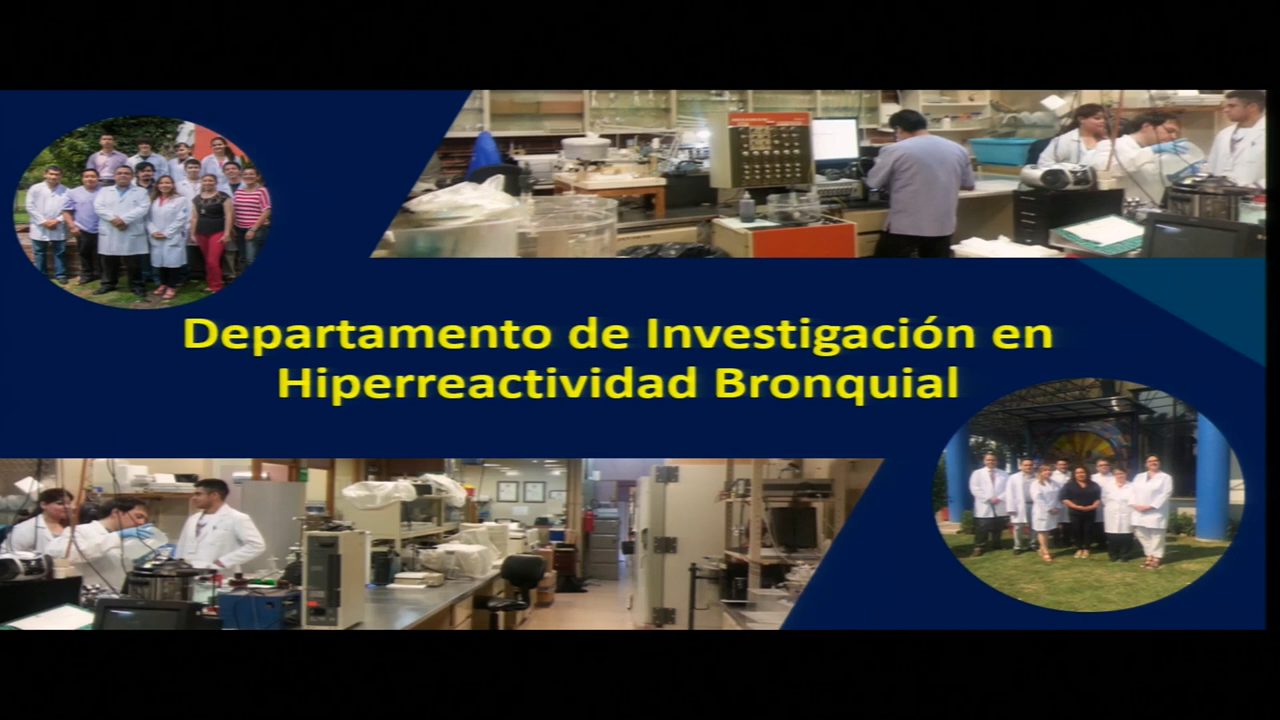 Departamento de Investigación en
Hiperreactividad Bronquial